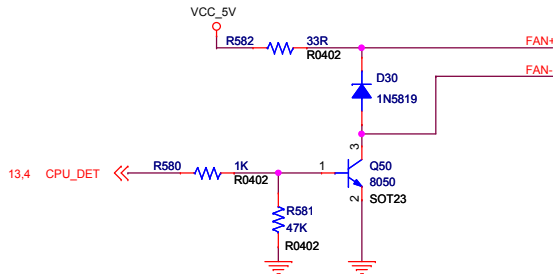 VCC_5V
R582 33R FAN+
R0402
D30 FAN-
1N5819
3
13,4 CPU_DET R580 1K 1 Q50
R0402 8050
2 SOT23
R581
47K
R0402